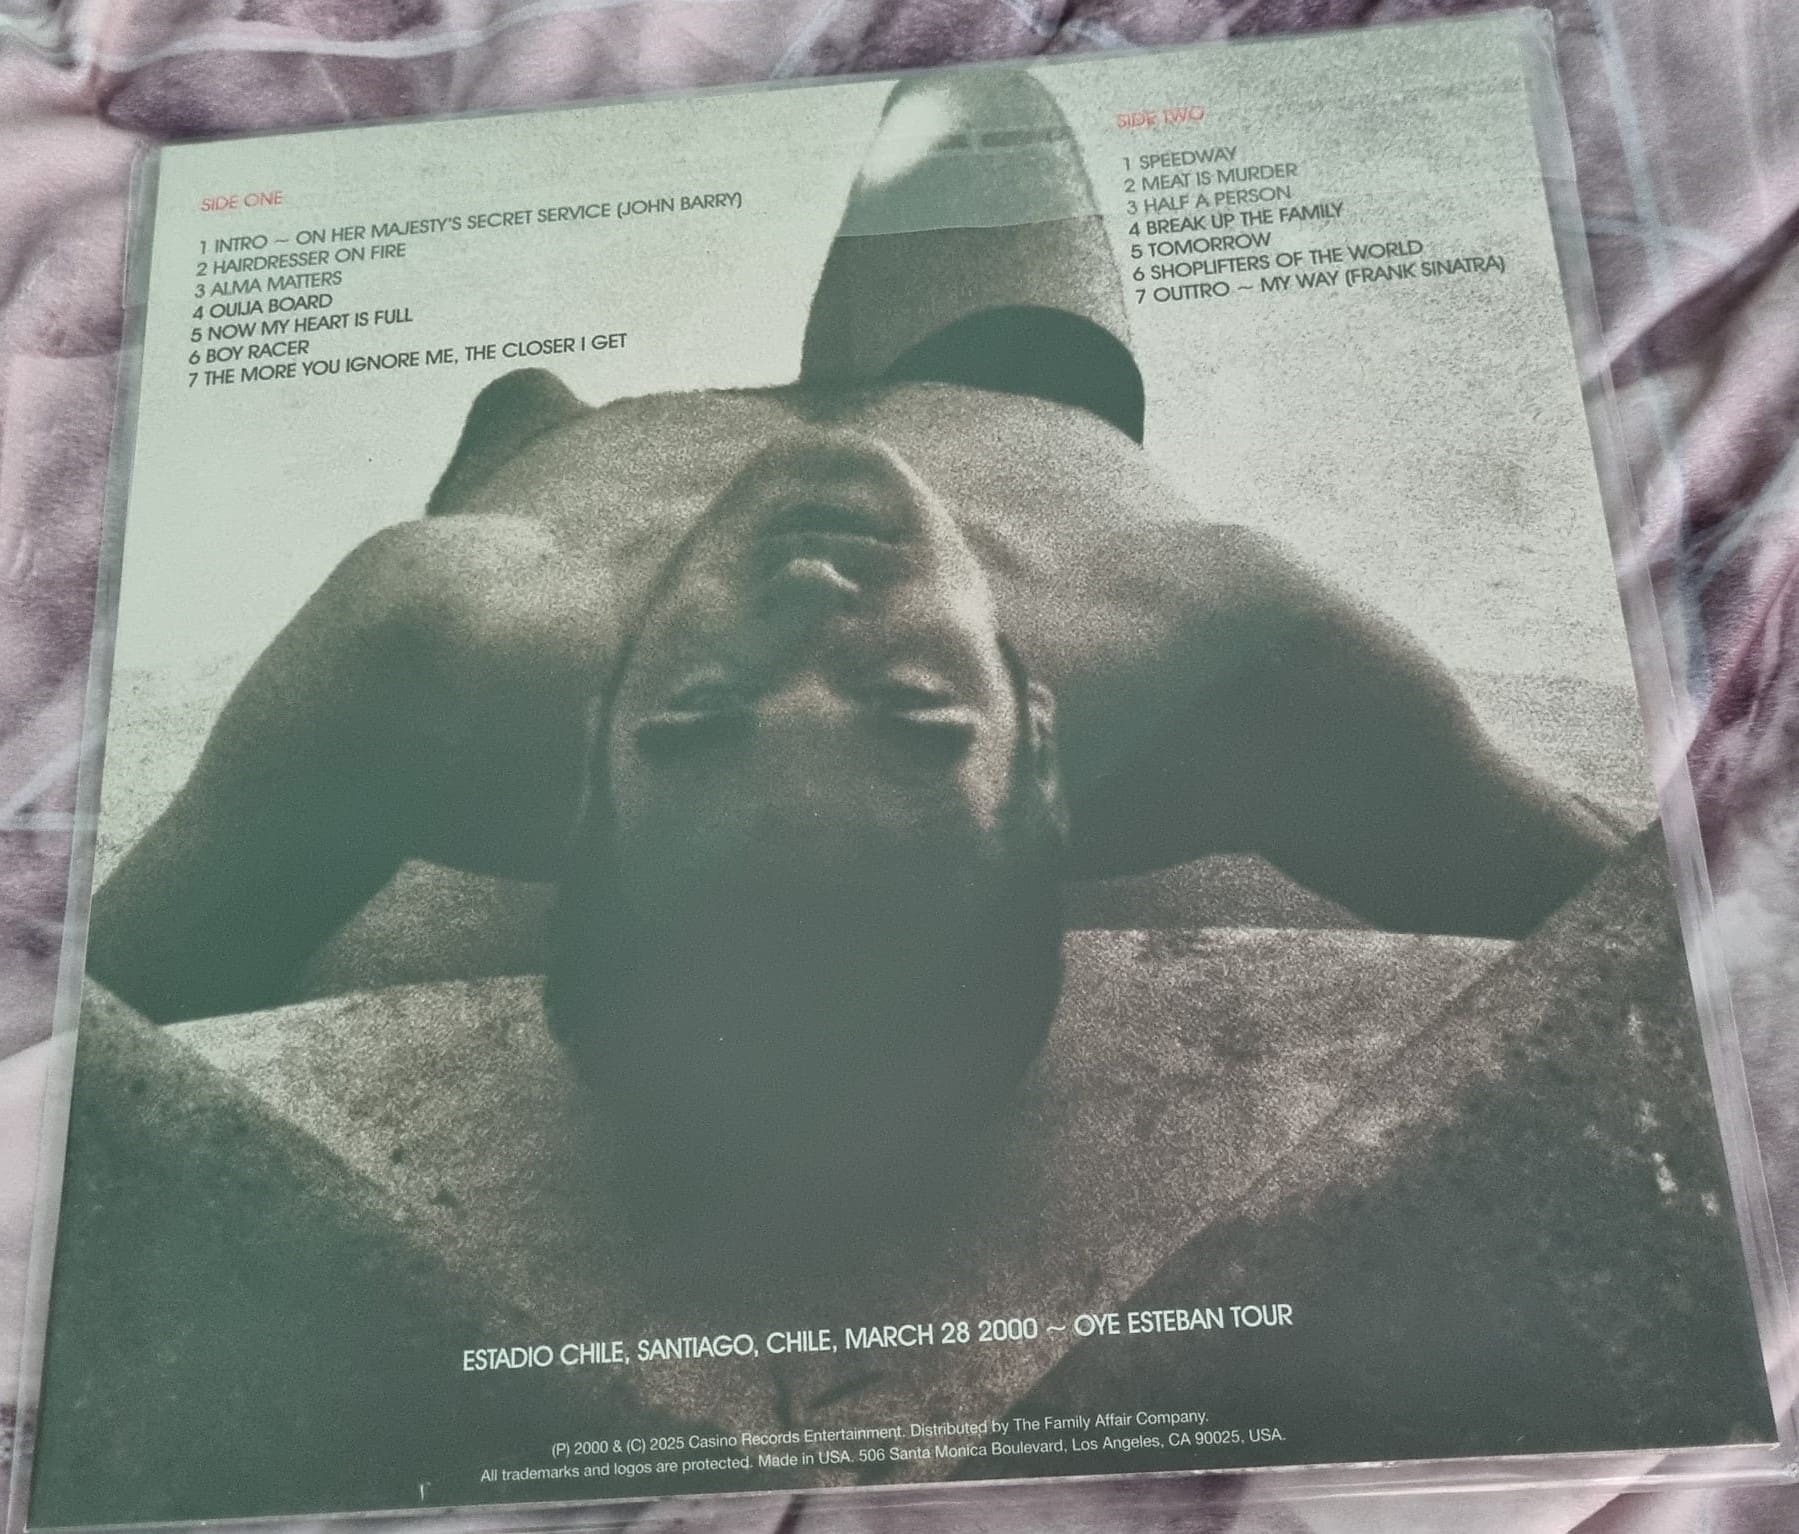 SIDE ONE
1 INTRO ~ ON HER MAJESTY'S SECRET SERVICE (JOHN BARRY)
2 HAIRDRESSER ON FIRE
3 ALMA MATTERS
4 OUIJA BOARD
5 NOW MY HEART IS FULL
6 BOY RACER
7 THE MORE YOU IGNORE ME, THE CLOSER I GET
SIDE TWO
1 SPEEDWAY
2 MEAT IS MURDER
3 HALF A PERSON
4 BREAK UP THE FAMILY
5 TOMORROW
6 SHOPLIFTERS OF THE WORLD
7 OUTTRO ~ MY WAY (FRANK SINATRA)
ESTADIO CHILE, SANTIAGO, CHILE, MARCH 28 2000 ~ OYE ESTEBAN TOUR
(P) 2000 & (C) 2025 Casino Records Entertainment. Distributed by The Family Affair Company.
All trademarks and logos are protected. Made in USA. 506 Santa Monica Boulevard, Los Angeles, CA 90025, USA.